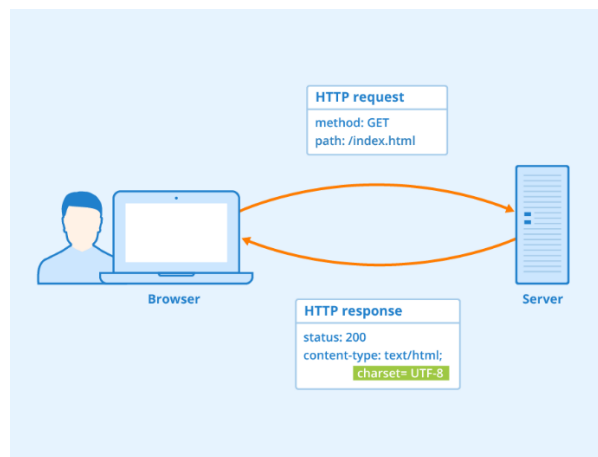 HTTP request
method: GET
path: /index.html
Browser
Server
HTTP response
status: 200
content-type: text/html;
charset= UTF-8